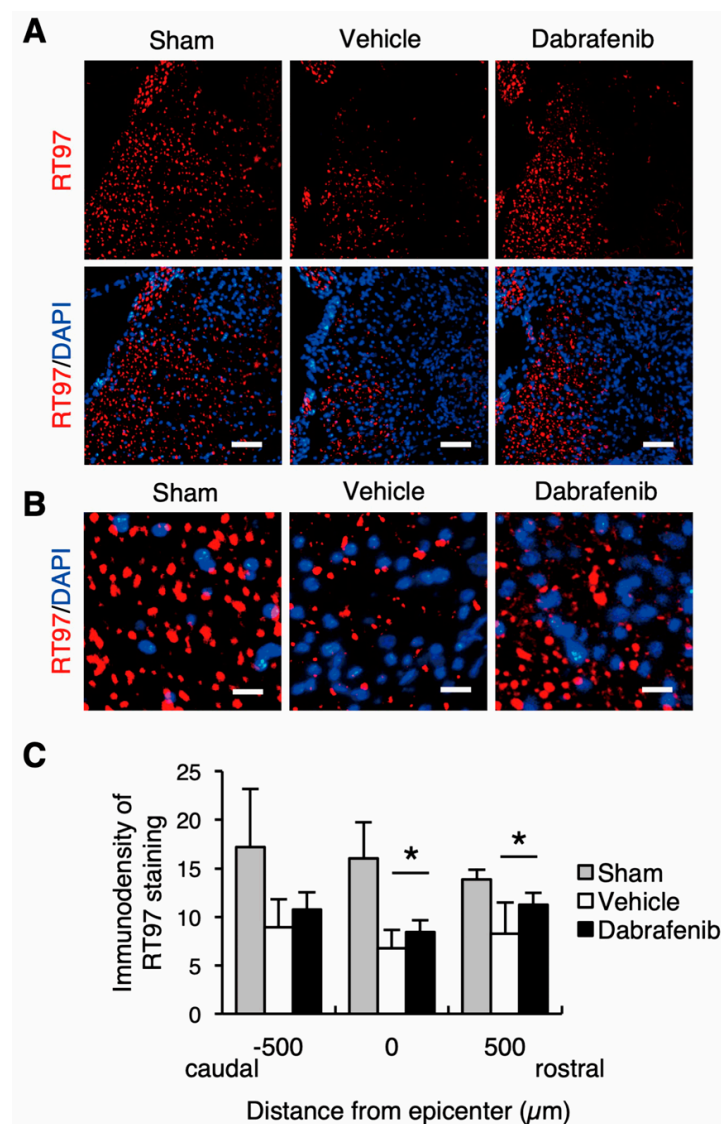 A
Sham Vehicle Dabrafenib
RT97
RT97/DAPI
B
Sham Vehicle Dabrafenib
RT97/DAPI
C
Immunodensity of
RT97 staining
25
20
15
10
5
0
* *
Sham
Vehicle
Dabrafenib
-500 0 500
caudal rostral
Distance from epicenter (µm)